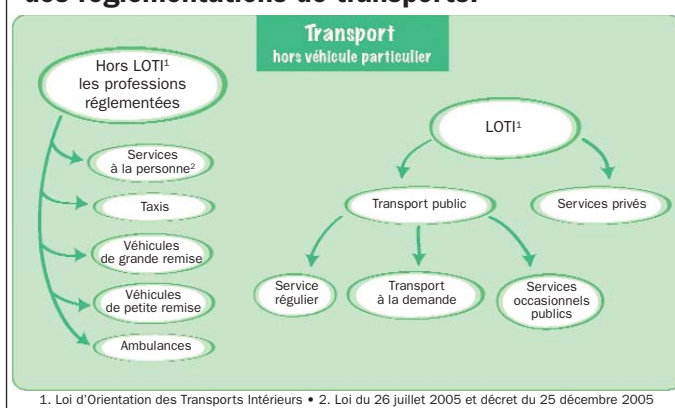 des réglementations de transports.
Transport
hors véhicule particulier
Hors LOTI¹
les professions
réglementées
Services
à la personne²
Taxis
Véhicules
de grande remise
Véhicules
de petite remise
Ambulances
LOTI¹
Transport public
Services privés
Service
régulier
Transport
à la demande
Services
occasionnels
publics
1. Loi d'Orientation des Transports Intérieurs • 2. Loi du 26 juillet 2005 et décret du 25 décembre 2005